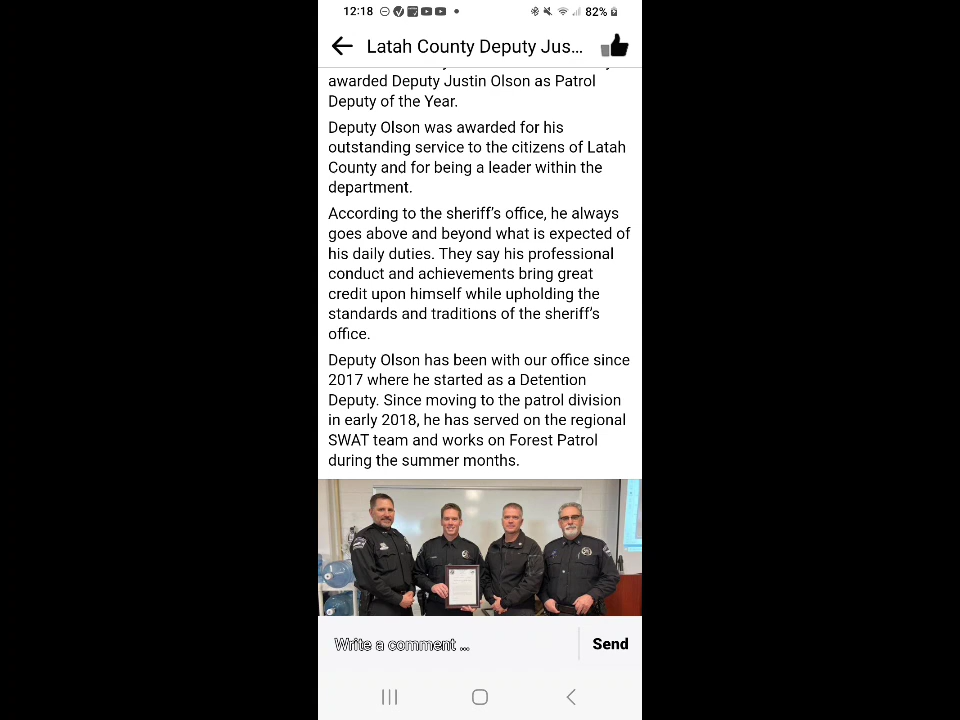 12:18
82%
Latah County Deputy Jus...
awarded Deputy Justin Olson as Patrol
Deputy of the Year.
Deputy Olson was awarded for his
outstanding service to the citizens of Latah
County and for being a leader within the
department.
According to the sheriff's office, he always
goes above and beyond what is expected of
his daily duties. They say his professional
conduct and achievements bring great
credit upon himself while upholding the
standards and traditions of the sheriff's
office.
Deputy Olson has been with our office since
2017 where he started as a Detention
Deputy. Since moving to the patrol division
in early 2018, he has served on the regional
SWAT team and works on Forest Patrol
during the summer months.
Write a comment ...
Send